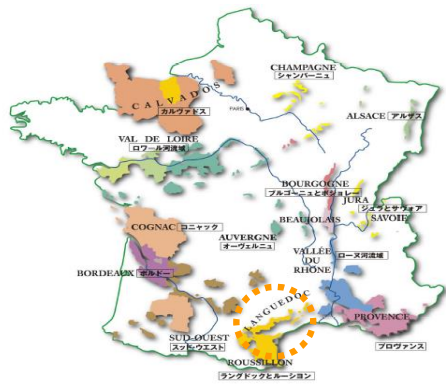 CHAMPAGNE
シャンパーニュ
CALVADOS
カルヴァドス
PARIS
ALSACE アルザス
VAL DE LOIRE
ロワール河流域
BOURGOGNE
ブルゴーニュとボジョレー
JURA
ジュラとサヴォア
SAVOIE
BEAUJOLAIS
COGNAC コニャック
AUVERGNE
オーヴェルニュ
VALLÉE
DU
RHÔNE
ローヌ河流域
BORDEAUX ボルドー
LANGUEDOC
PROVENCE
プロヴァンス
SUD-OUEST
スッド・ウエスト
ROUSSILLON
ラングドックとルーション